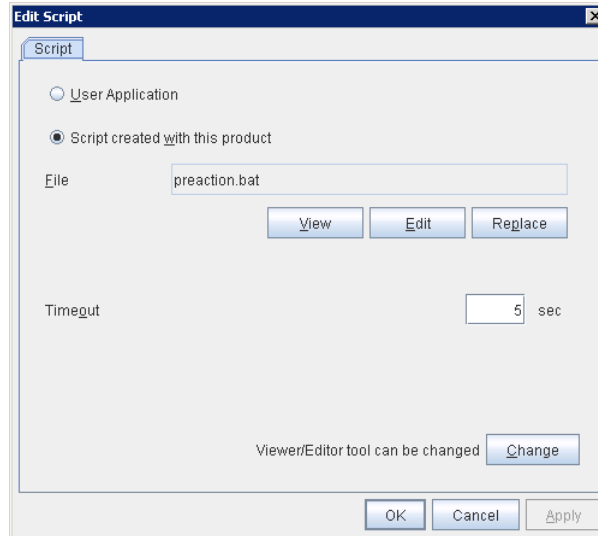 Edit Script
Script
User Application
Script created with this product
File preaction.bat
View Edit Replace
Timeout 5 sec
Viewer/Editor tool can be changed Change
OK Cancel Apply